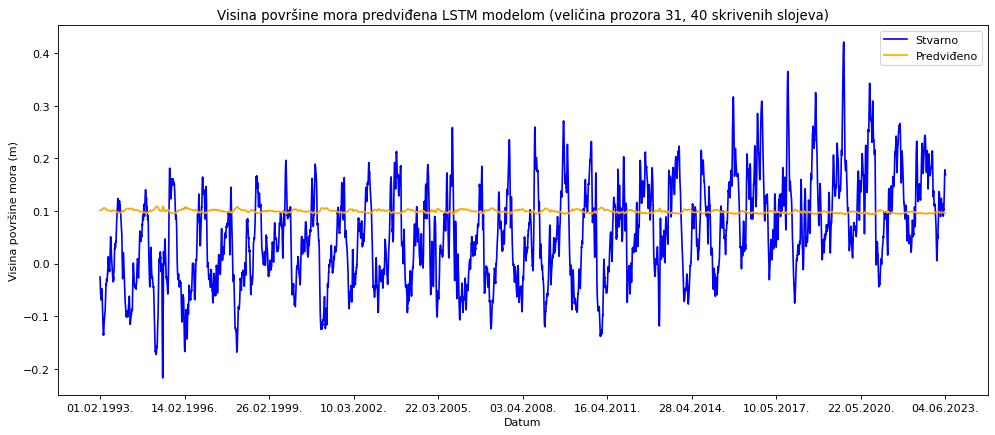 Visina površine mora predviđena LSTM modelom (veličina prozora 31, 40 skrivenih slojeva)
Stvarno
Predviđeno
Visina površine mora (m)
0.4
0.3
0.2
0.1
0.0
−0.1
−0.2
01.02.1993. 14.02.1996. 26.02.1999. 10.03.2002. 22.03.2005. 03.04.2008. 16.04.2011. 28.04.2014. 10.05.2017. 22.05.2020. 04.06.2023.
Datum